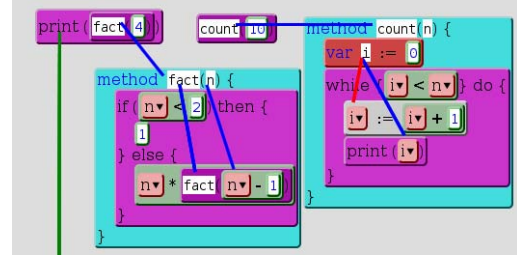 print (fact(4))
count(10)
method count(n) {
var i := 0
while { i▾ < n▾ } do {
i▾ := i▾ + 1
print (i▾)
}
}
method fact(n) {
if ( n▾ < 2) then {
1
} else {
n▾ * fact( n▾ - 1)
}
}